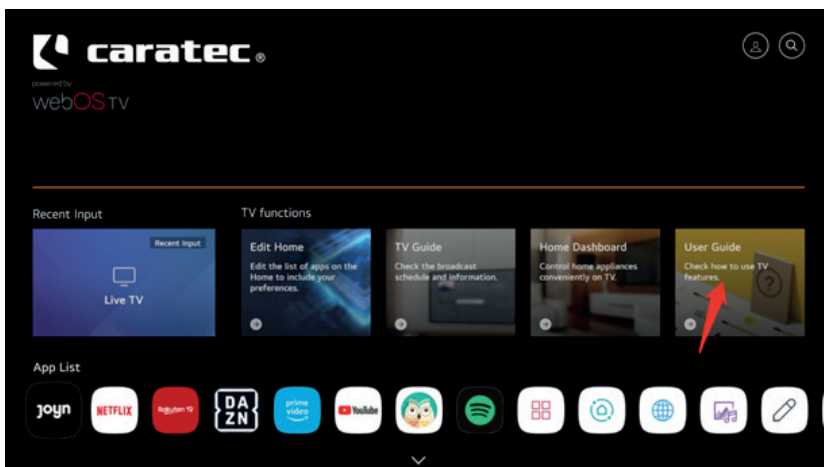 caratec®
powered by
webOS TV
Recent Input
TV functions
Recent Input
Live TV
Edit Home
Edit the list of apps on the
Home to include your
preferences.
TV Guide
Check the broadcast
schedule and information.
Home Dashboard
Control home appliances
conveniently on TV.
User Guide
Check how to use TV
features.
?
App List
joyn
NETFLIX
Rakuten TV
DA
ZN
prime
video
YouTube